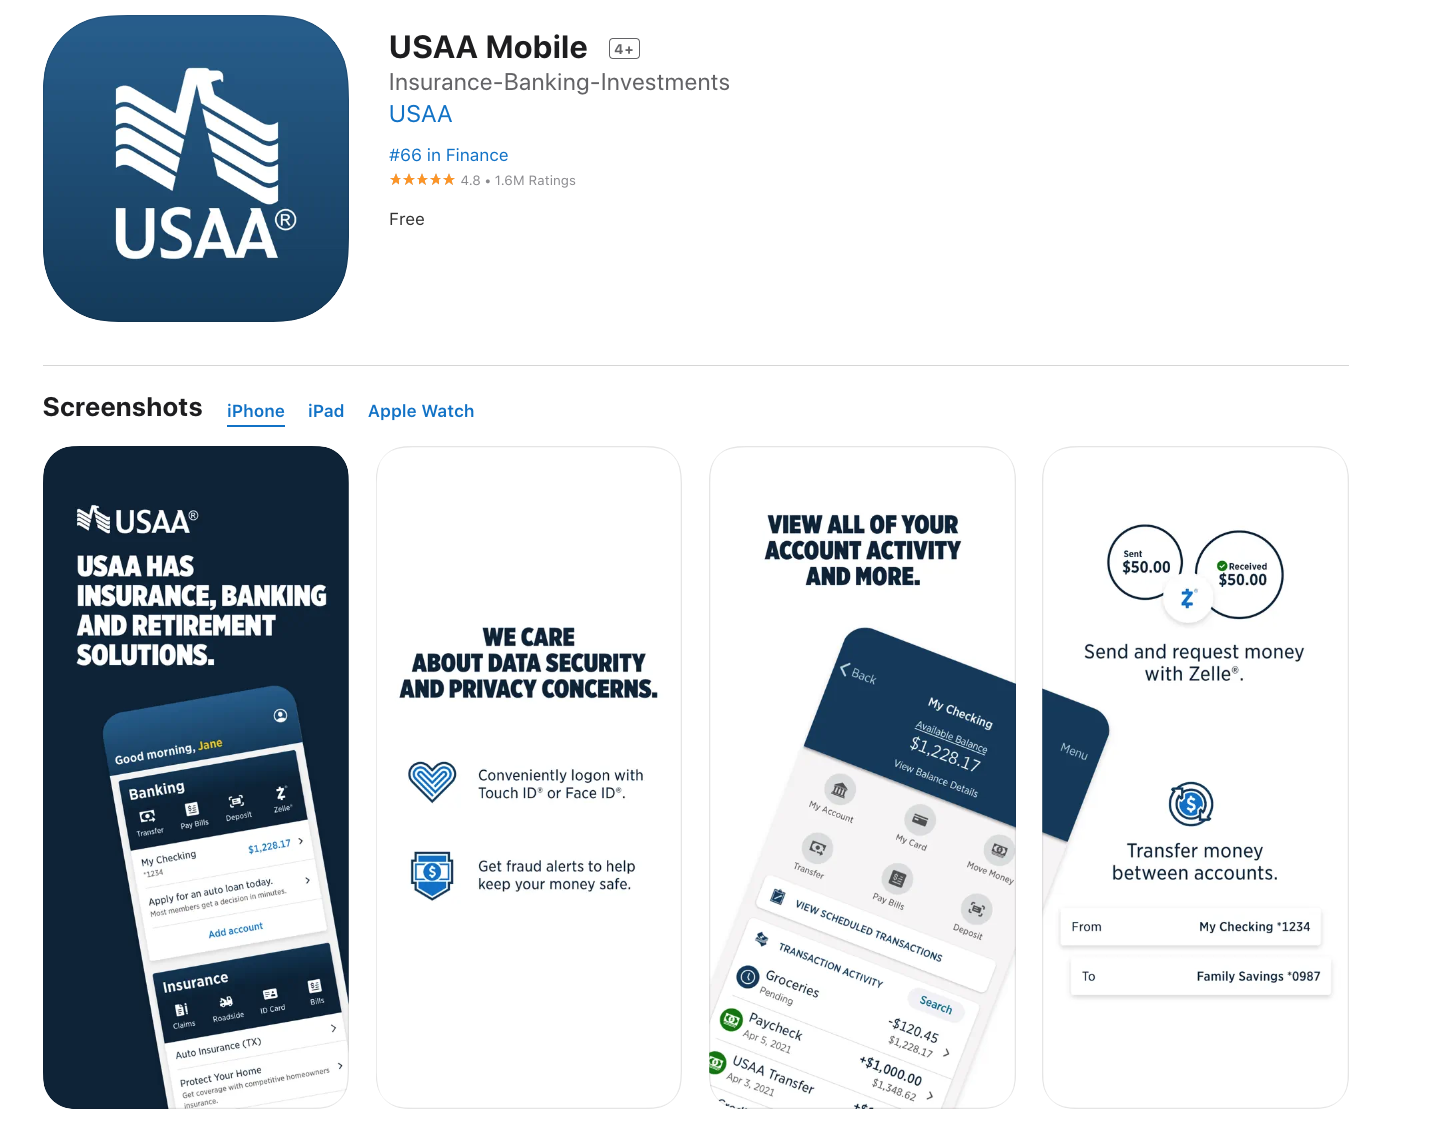 USAA®
USAA Mobile 4+
Insurance-Banking-Investments
USAA
#66 in Finance
4.8 • 1.6M Ratings
Free
Screenshots iPhone iPad Apple Watch
USAA®
USAA HAS
INSURANCE, BANKING
AND RETIREMENT
SOLUTIONS.
Good morning, Jane
Banking
Transfer Pay Bills Deposit Zelle®
My Checking $1,228.17
*1234
Apply for an auto loan today.
Most members get a decision in minutes.
Add account
Insurance
Claims Roadside ID Card Bills
Auto Insurance (TX)
Protect Your Home
Get coverage with competitive homeowners
insurance.
WE CARE
ABOUT DATA SECURITY
AND PRIVACY CONCERNS.
Conveniently logon with
Touch ID® or Face ID®.
Get fraud alerts to help
keep your money safe.
VIEW ALL OF YOUR
ACCOUNT ACTIVITY
AND MORE.
Back
My Checking
Available Balance
$1,228.17
View Balance Details
My Account My Card Move Money
Transfer Pay Bills Deposit
VIEW SCHEDULED TRANSACTIONS
TRANSACTION ACTIVITY Search
Groceries -$120.45
Pending $1,228.17
Paycheck +$1,000.00
Apr 5, 2021 $1,348.62
USAA Transfer
Apr 3, 2021
Sent
$50.00
Received
$50.00
Send and request money
with Zelle®.
Menu
Transfer money
between accounts.
From My Checking *1234
To Family Savings *0987